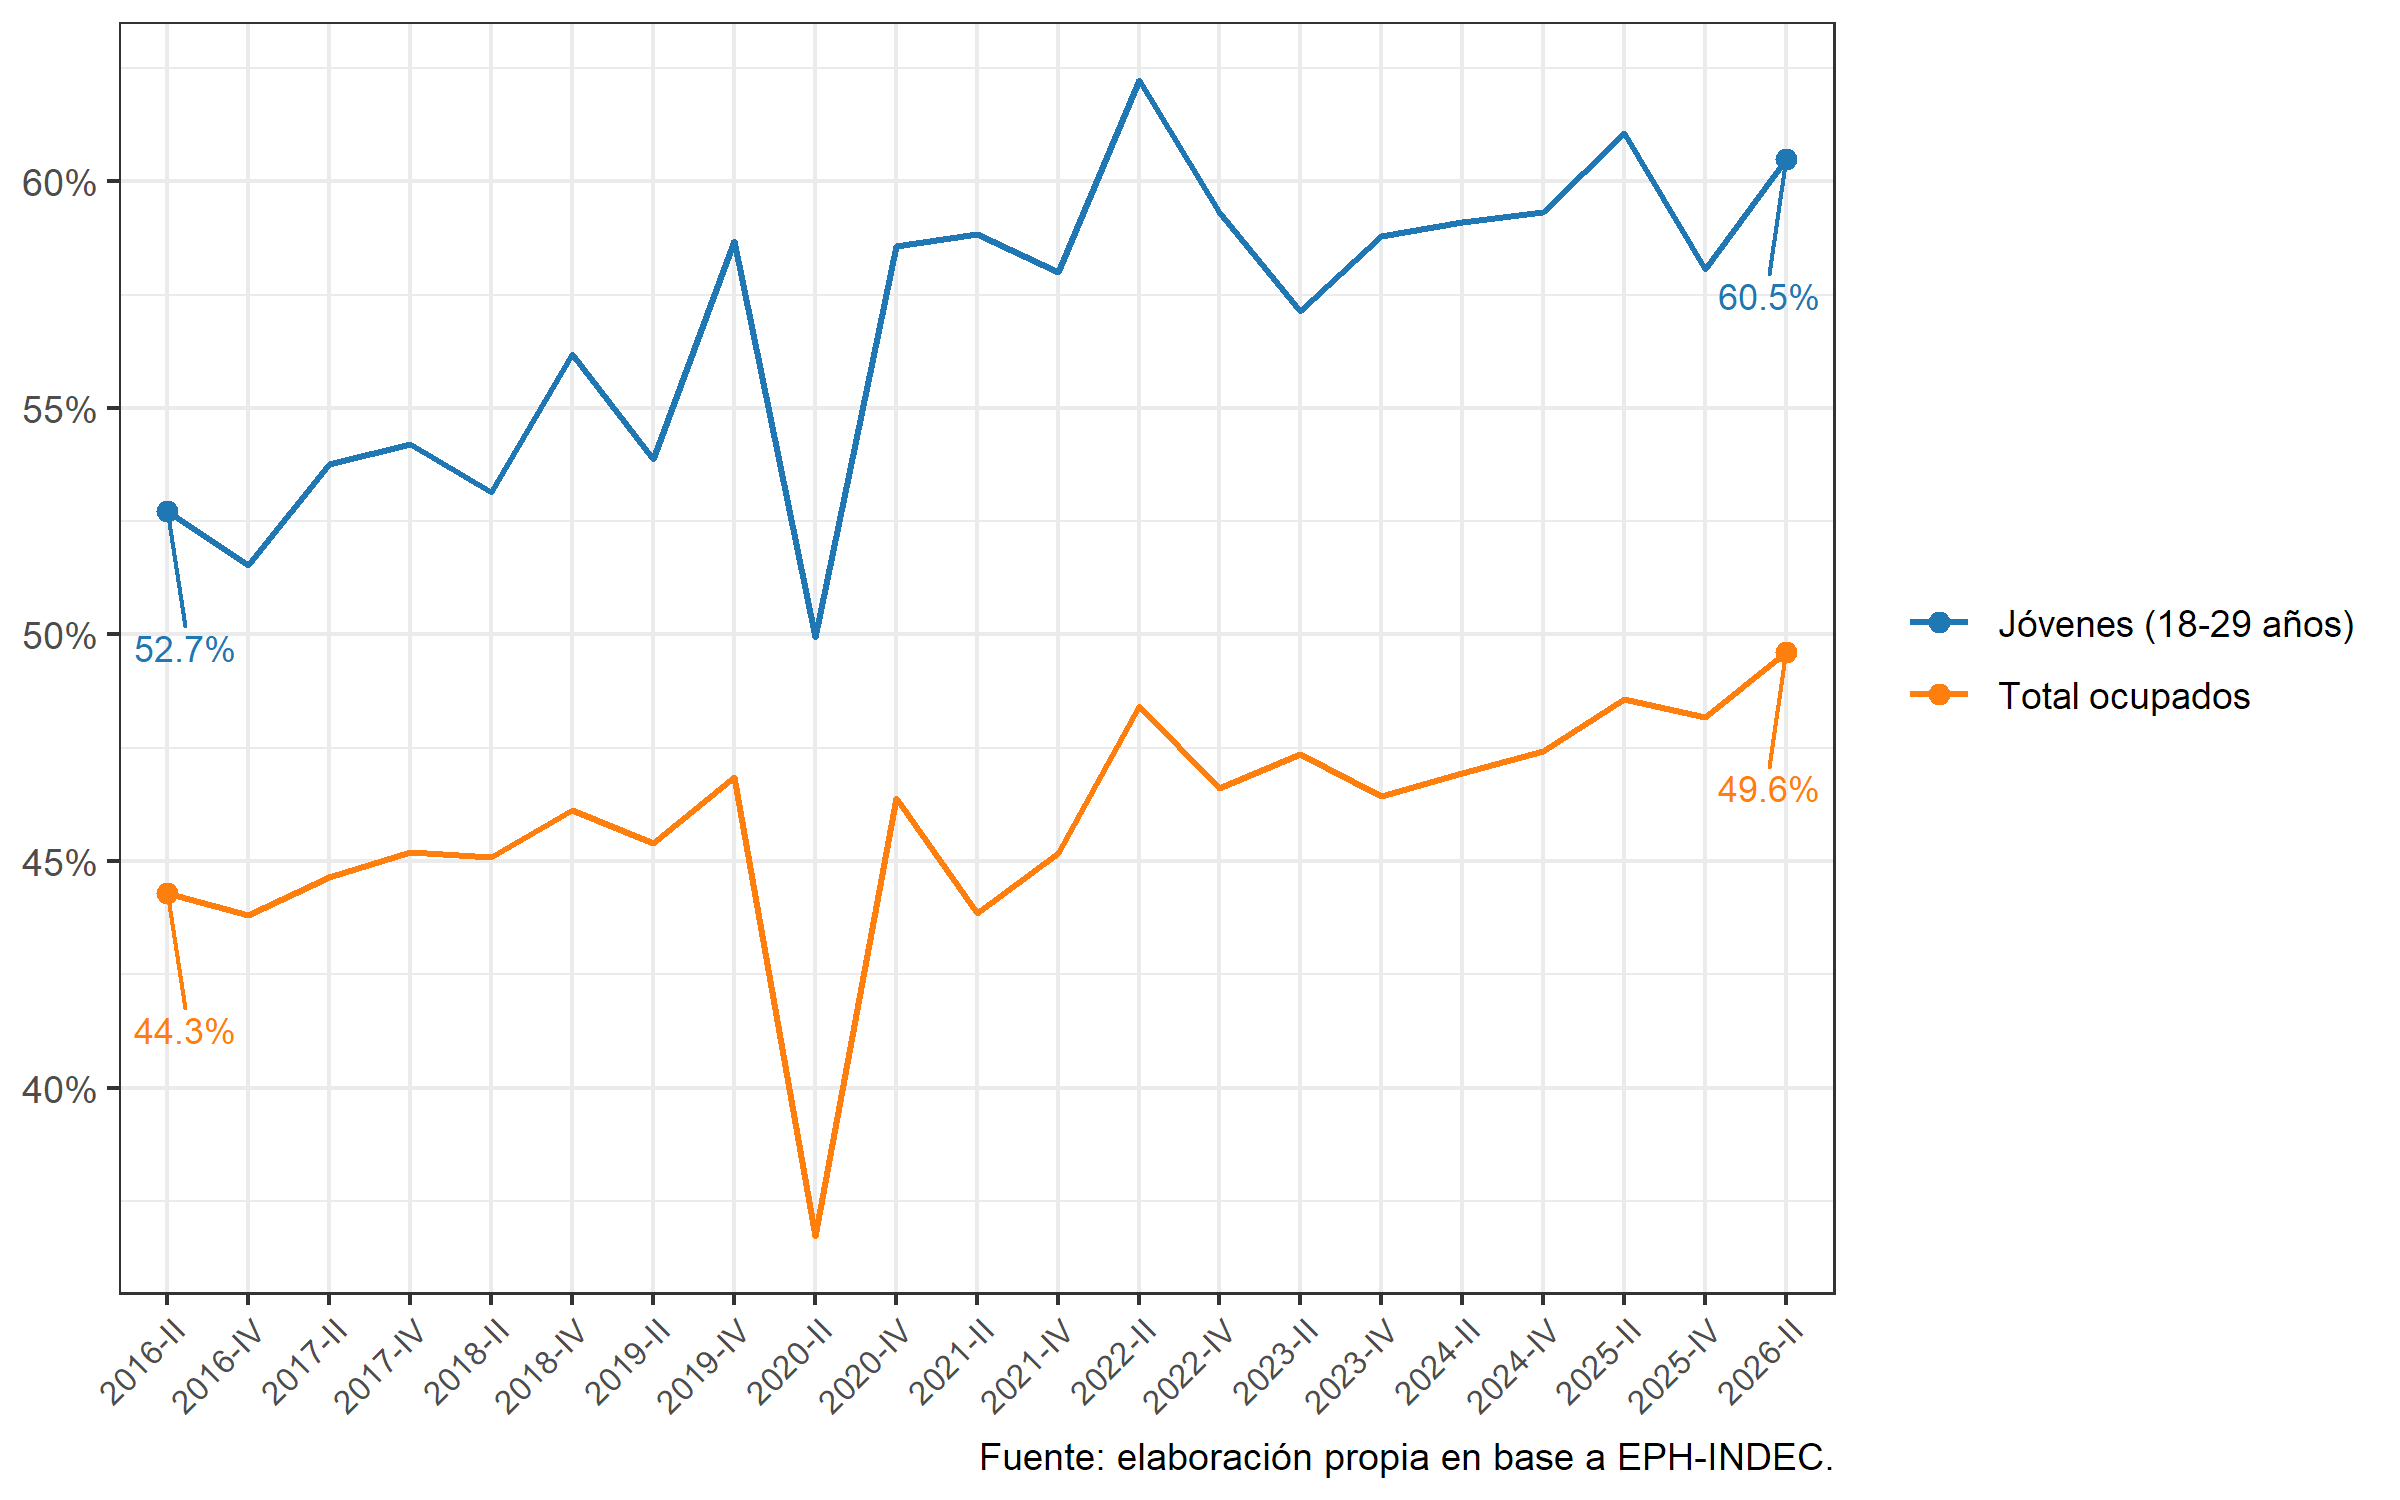 60%
55%
50%
45%
40%
52.7%
44.3%
60.5%
49.6%
Jóvenes (18-29 años)
Total ocupados
2016-II
2016-IV
2017-II
2017-IV
2018-II
2018-IV
2019-II
2019-IV
2020-II
2020-IV
2021-II
2021-IV
2022-II
2022-IV
2023-II
2023-IV
2024-II
2024-IV
2025-II
2025-IV
2026-II
Fuente: elaboración propia en base a EPH-INDEC.